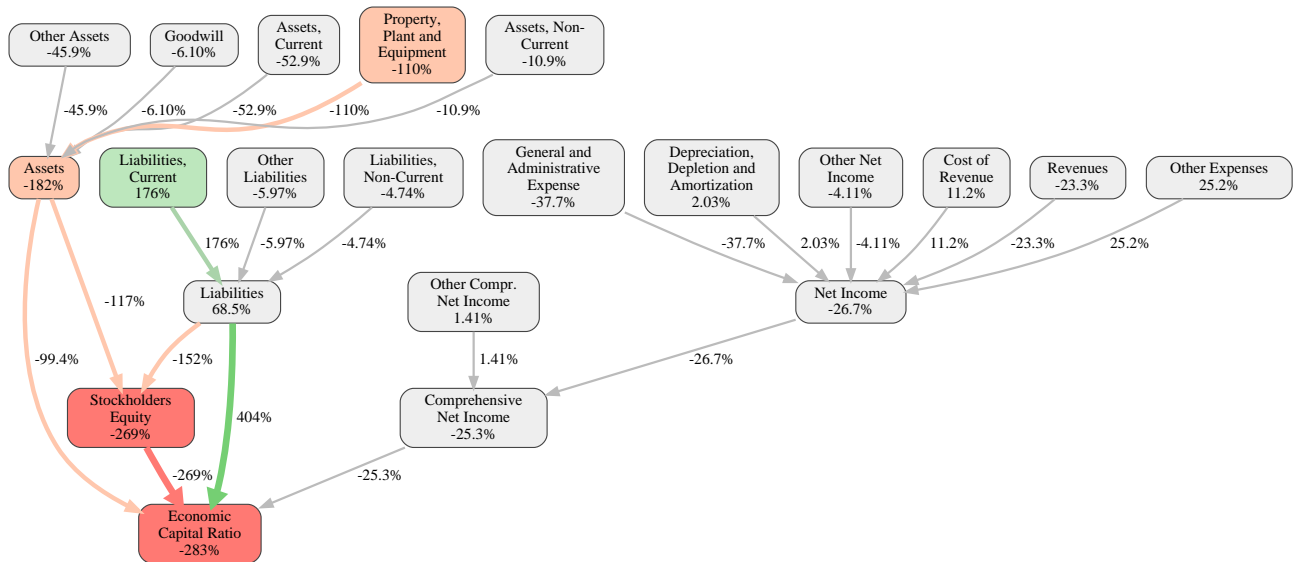 Other Assets
-45.9%
Goodwill
-6.10%
Assets,
Current
-52.9%
Property,
Plant and
Equipment
-110%
Assets, Non-
Current
-10.9%
-45.9%
-6.10%
-52.9%
-110%
-10.9%
Assets
-182%
Liabilities,
Current
176%
Other
Liabilities
-5.97%
Liabilities,
Non-Current
-4.74%
General and
Administrative
Expense
-37.7%
Depreciation,
Depletion and
Amortization
2.03%
Other Net
Income
-4.11%
Cost of
Revenue
11.2%
Revenues
-23.3%
Other Expenses
25.2%
176%
-5.97%
-4.74%
-37.7%
2.03%
-4.11%
11.2%
-23.3%
25.2%
Liabilities
68.5%
Other Compr.
Net Income
1.41%
Net Income
-26.7%
-117%
-99.4%
-152%
1.41%
-26.7%
Stockholders
Equity
-269%
404%
Comprehensive
Net Income
-25.3%
-269%
-25.3%
Economic
Capital Ratio
-283%